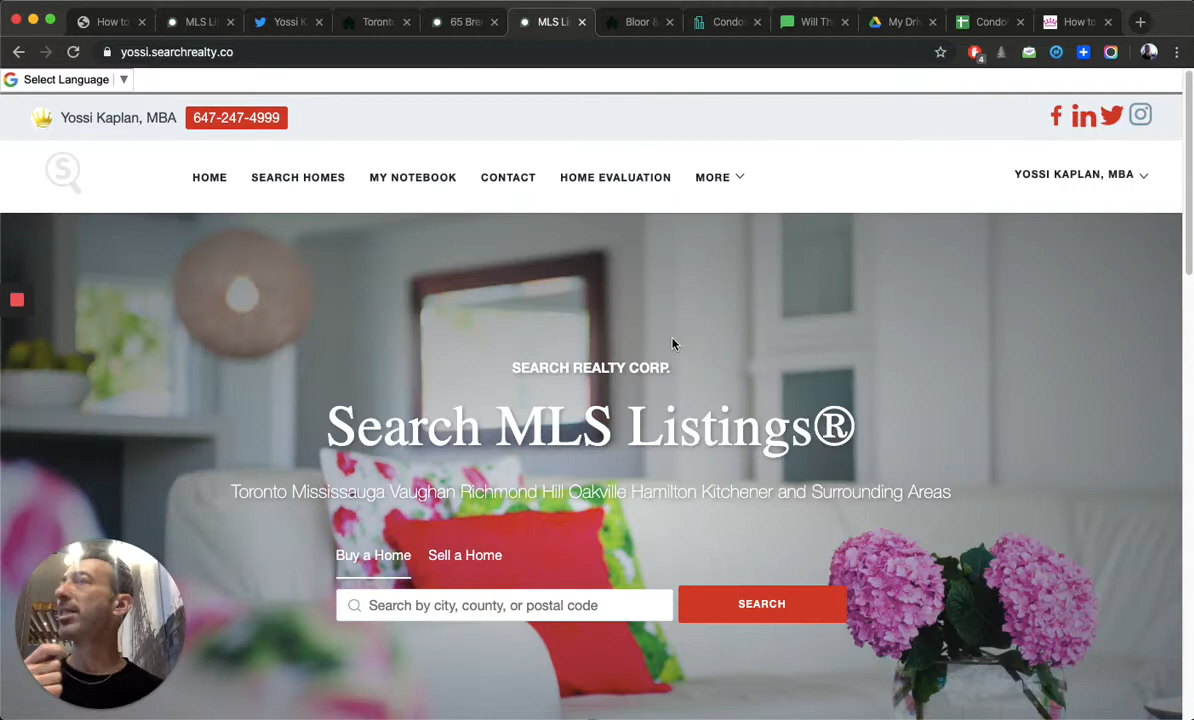 How to
MLS Li
Yossi K
Toront
65 Bre
MLS Li
Bloor &
Condo
Will Th
My Driv
Condo
How to
yossi.searchrealty.co
4
Select Language ▼
Yossi Kaplan, MBA 647-247-4999
HOME SEARCH HOMES MY NOTEBOOK CONTACT HOME EVALUATION MORE YOSSI KAPLAN, MBA
SEARCH REALTY CORP.
Search MLS Listings®
Toronto Mississauga Vaughan Richmond Hill Oakville Hamilton Kitchener and Surrounding Areas
Buy a Home Sell a Home
Search by city, county, or postal code SEARCH